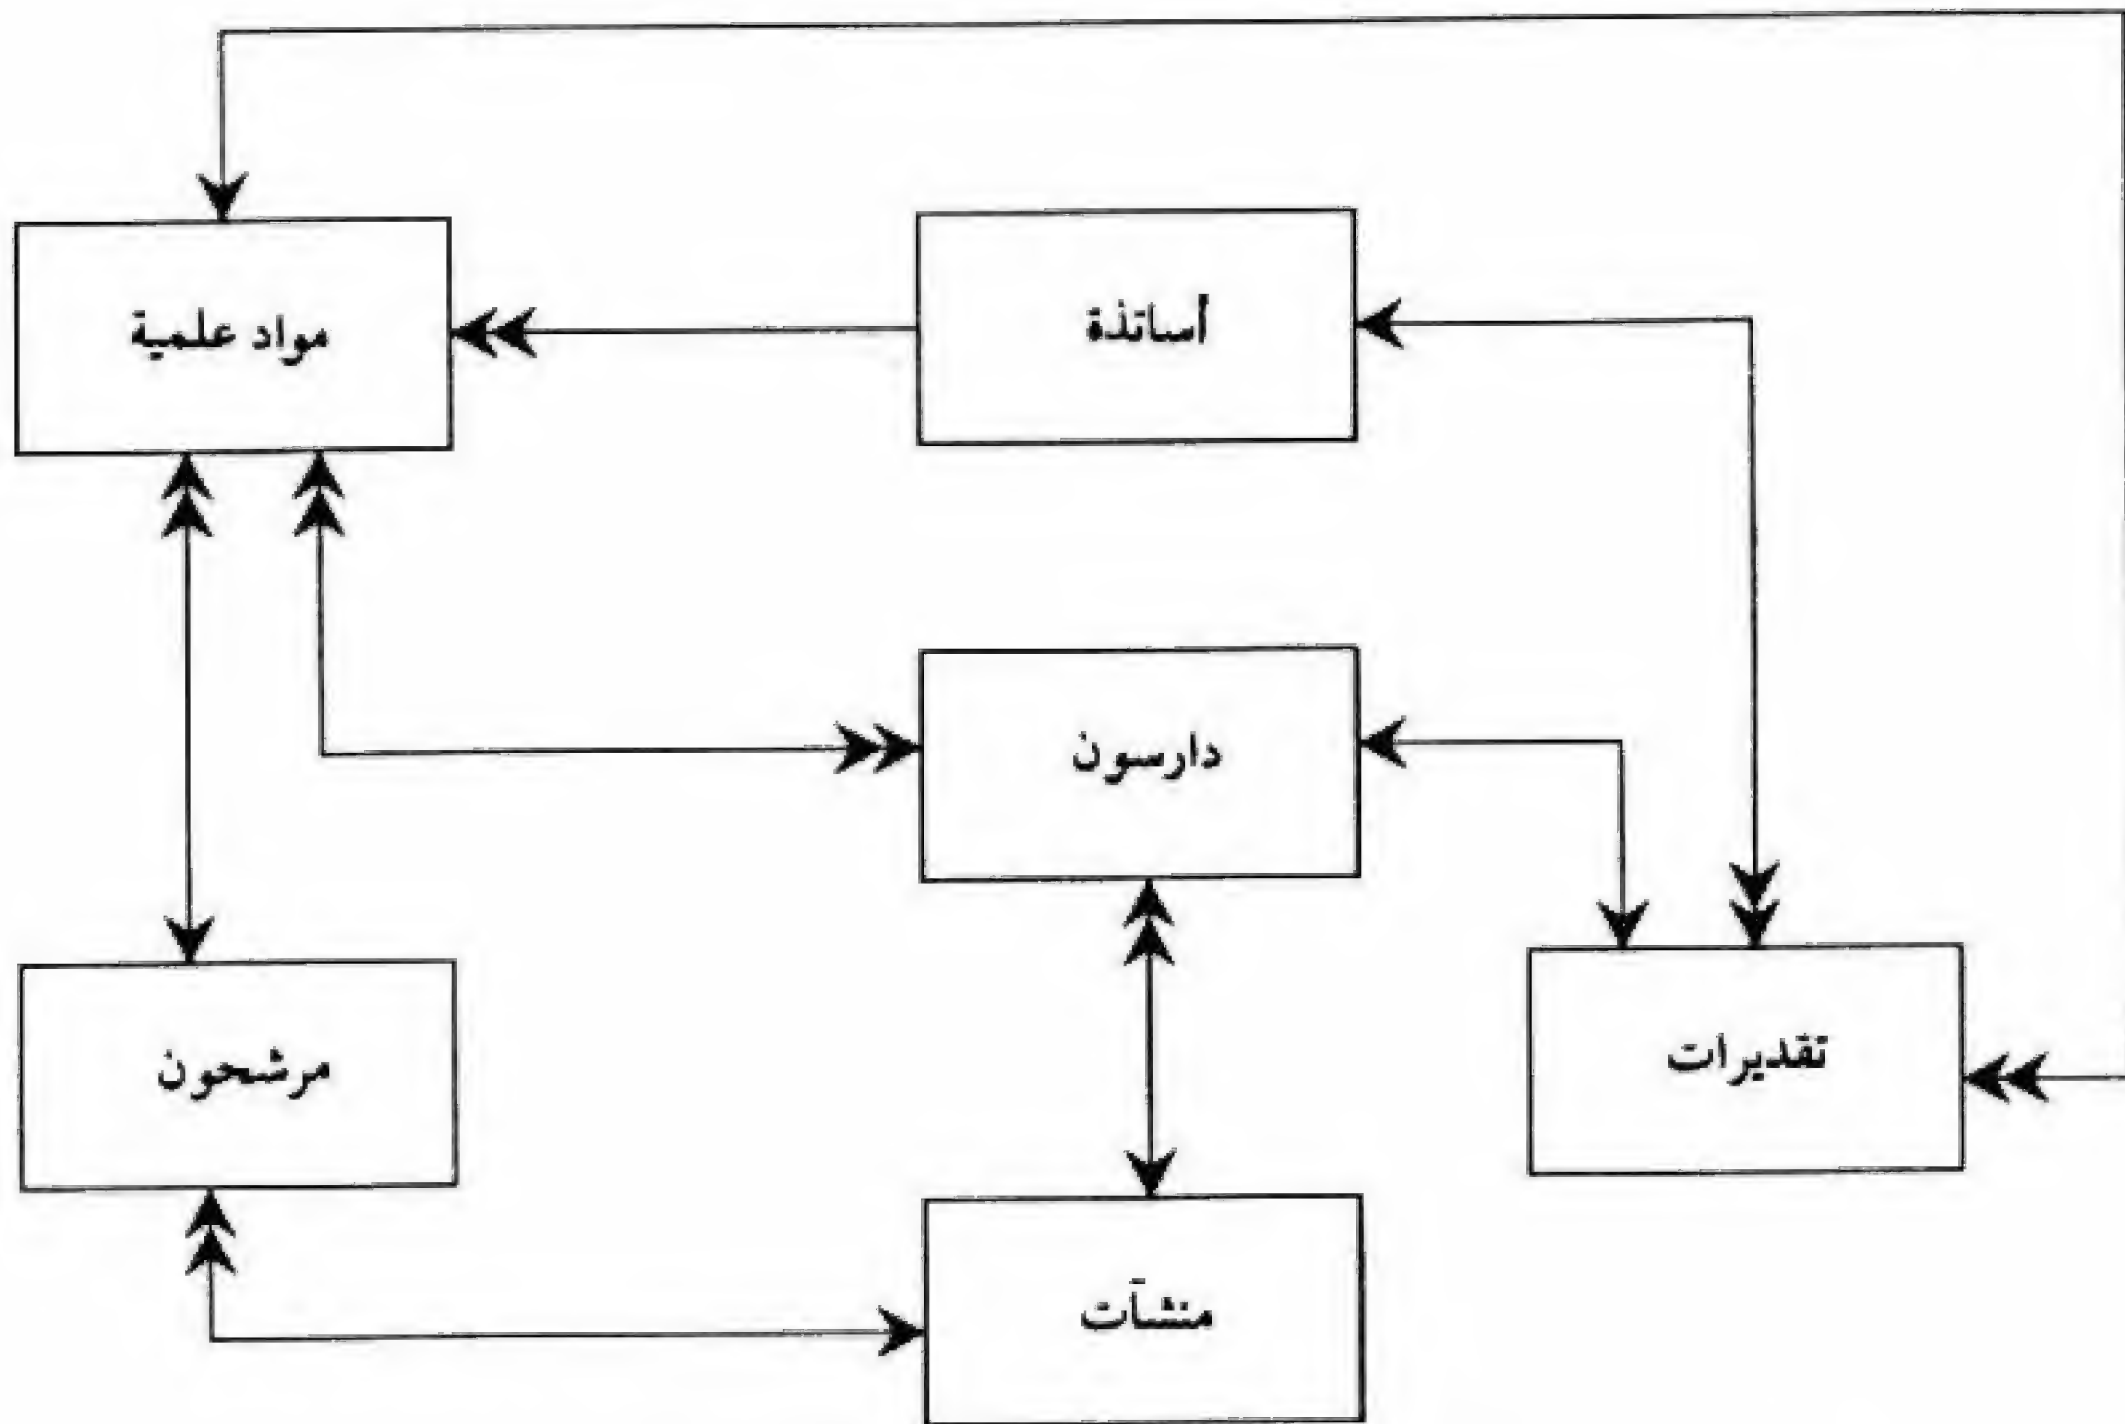 أساتذة
مواد علمية
دارسون
تقديرات
مرشحون
منشآت